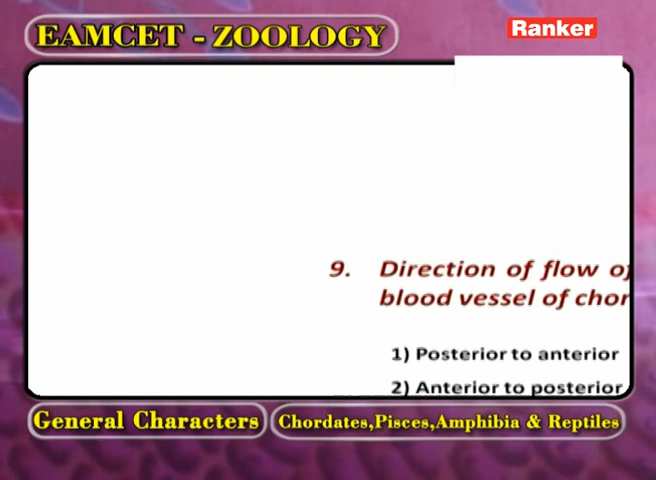 EAMCET - ZOOLOGY
Ranker
9. Direction of flow of
blood vessel of chor
1) Posterior to anterior
2) Anterior to posterior
General Characters
Chordates,Pisces,Amphibia & Reptiles